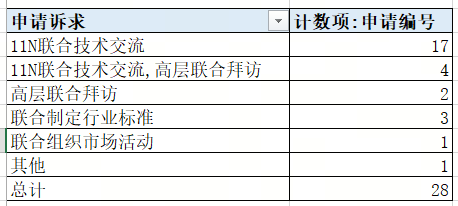 申请诉求 计数项:申请编号
11N联合技术交流 17
11N联合技术交流,高层联合拜访 4
高层联合拜访 2
联合制定行业标准 3
联合组织市场活动 1
其他 1
总计 28